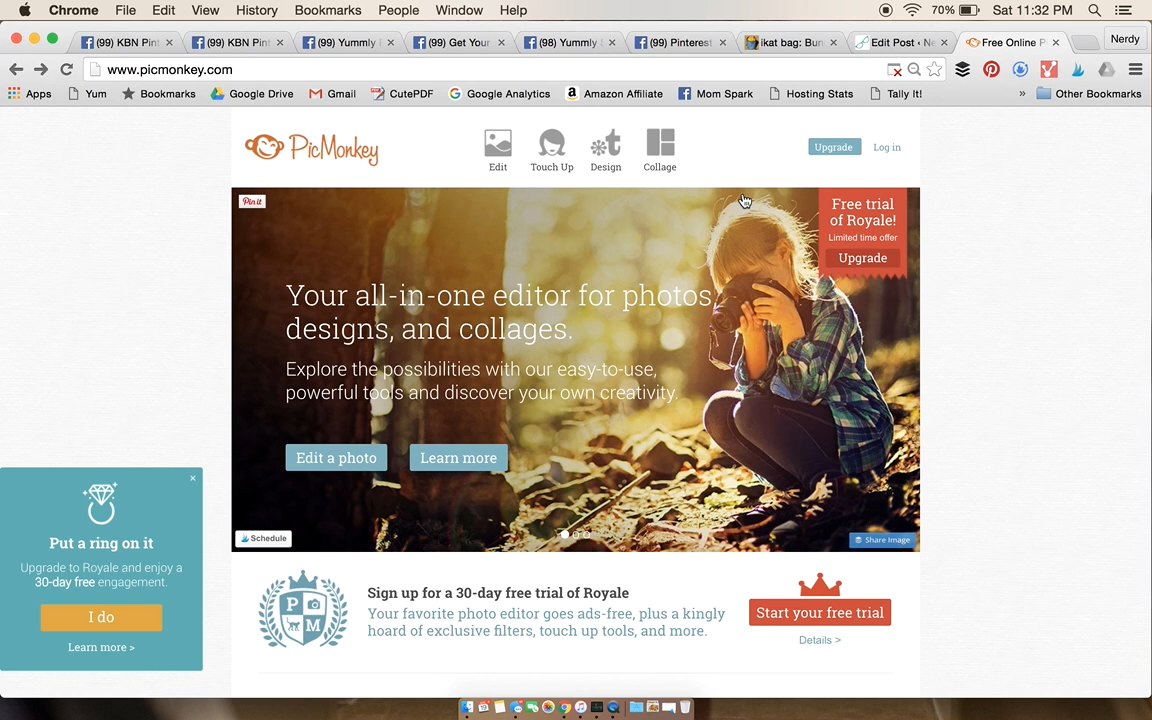 Chrome File Edit View History Bookmarks People Window Help 70% Sat 11:32 PM
(99) KBN Pin (99) KBN Pin (99) Yummly (99) Get Your (98) Yummly (99) Pinterest ikat bag: Bun Edit Post ‹ Ne Free Online P Nerdy
www.picmonkey.com
Apps Yum Bookmarks Google Drive Gmail CutePDF Google Analytics Amazon Affiliate Mom Spark Hosting Stats Tally It! » Other Bookmarks
PicMonkey
Edit Touch Up Design Collage
Upgrade Log in
Pin it
Free trial
of Royale!
Limited time offer
Upgrade
Your all-in-one editor for photos,
designs, and collages.
Explore the possibilities with our easy-to-use,
powerful tools and discover your own creativity.
Edit a photo Learn more
Schedule
Share Image
Put a ring on it
Upgrade to Royale and enjoy a
30-day free engagement.
I do
Learn more >
P
M
Sign up for a 30-day free trial of Royale
Your favorite photo editor goes ads-free, plus a kingly
hoard of exclusive filters, touch up tools, and more.
Start your free trial
Details >